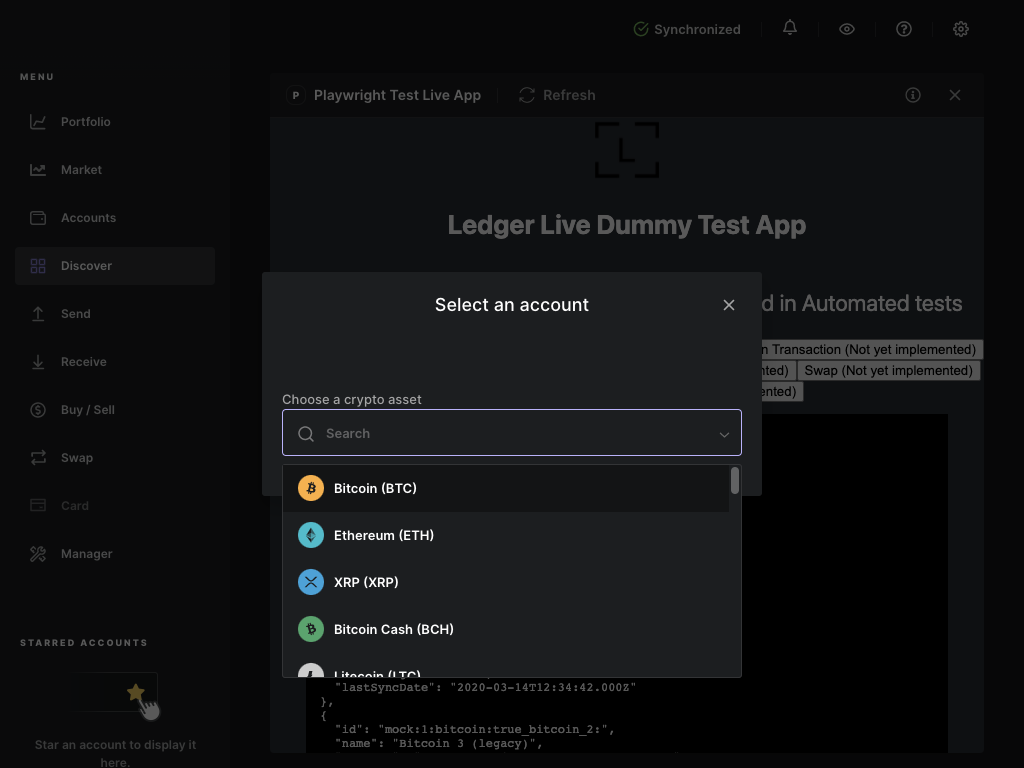 Synchronized
MENU
Portfolio
Market
Accounts
Discover
Send
Receive
Buy / Sell
Swap
Card
Manager
STARRED ACCOUNTS
Star an account to display it
here.
P Playwright Test Live App
Refresh
Ledger Live Dummy Test App
d in Automated tests
n Transaction (Not yet implemented)
nted)
Swap (Not yet implemented)
ented)
Select an account
Choose a crypto asset
Search
Bitcoin (BTC)
Ethereum (ETH)
XRP (XRP)
Bitcoin Cash (BCH)
Litecoin (LTC)
"lastSyncDate": "2020-03-14T12:34:42.000Z"
},
{
"id": "mock:1:bitcoin:true_bitcoin_2:",
"name": "Bitcoin 3 (legacy)",